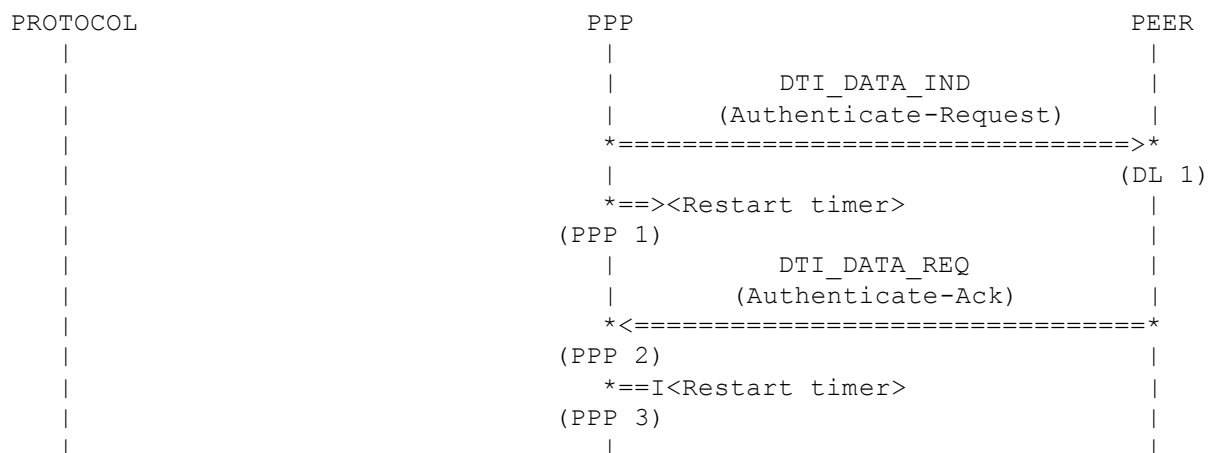 PROTOCOL PPP PEER
DTI_DATA_IND
(Authenticate-Request)
*================================>*
(DL 1)
*==><Restart timer>
(PPP 1)
DTI_DATA_REQ
(Authenticate-Ack)
*<================================*
(PPP 2)
*==I<Restart timer>
(PPP 3)